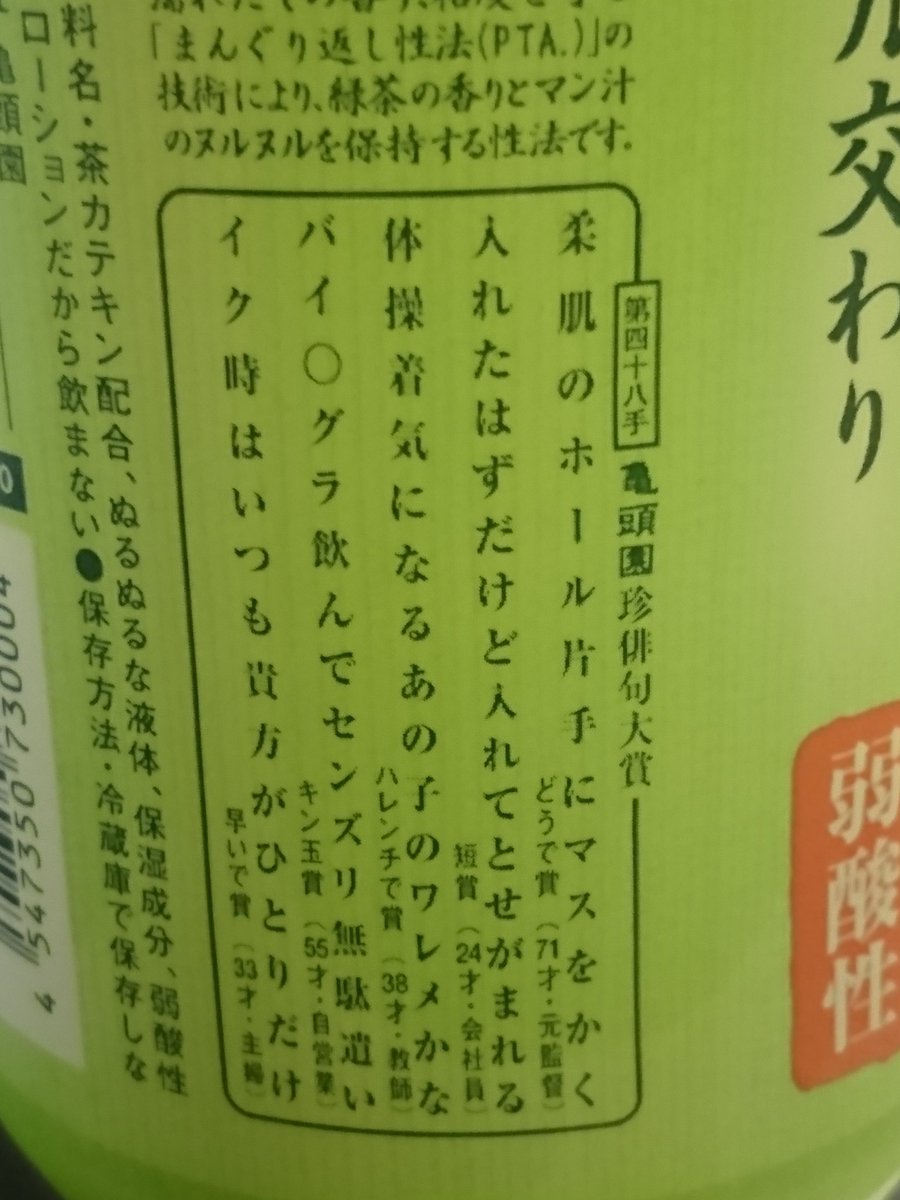 「まんぐり返し性法(PTA.)」の
技術により、緑茶の香りとマン汁
のヌルヌルを保持する性法です。
交わり
弱酸性
第四十八手 亀頭園珍俳句大賞
柔肌のホール片手にマスをかく
どうで賞（71才・元監督）
入れたはずだけど入れてとせがまれる
短賞（24才・会社員）
体操着気になるあの子のワレメかな
ハレンチで賞（38才・教師）
バイ○グラ飲んでセンズリ無駄遣い
キン玉賞（55才・自営業）
イク時はいつも貴方がひとりだけ
早いで賞（33才・主婦）
料名・茶カテキン配合、ぬるぬるな液体、保湿成分、弱酸性
ローションだから飲まない●保存方法・冷蔵庫で保存しな
亀頭園
4 547350 730004